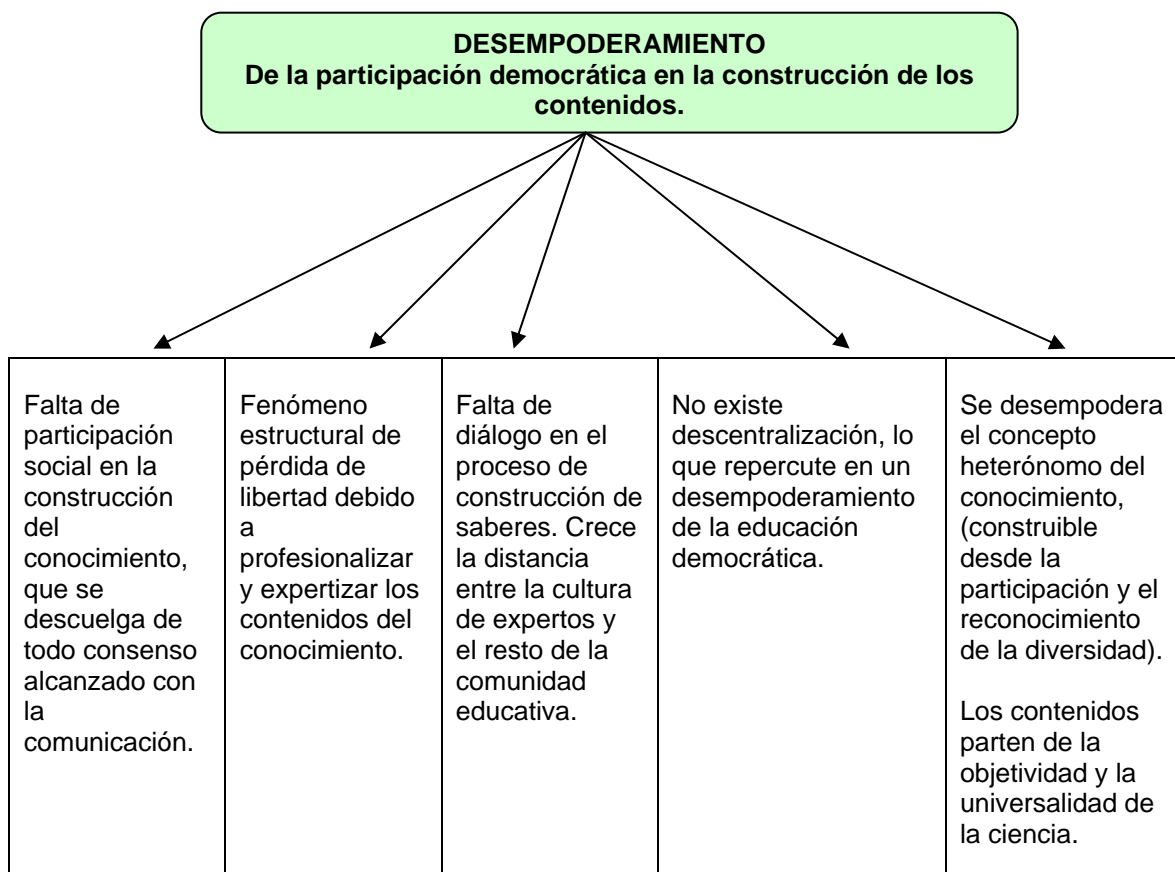 DESEMPODERAMIENTO
De la participación democrática en la construcción de los
contenidos.
Falta de
participación
social en la
construcción
del
conocimiento,
que se
descuelga de
todo consenso
alcanzado con
la
comunicación.
Fenómeno
estructural de
pérdida de
libertad debido
a
profesionalizar
y expertizar los
contenidos del
conocimiento.
Falta de
diálogo en el
proceso de
construcción de
saberes. Crece
la distancia
entre la cultura
de expertos y
el resto de la
comunidad
educativa.
No existe
descentralización, lo
que repercute en un
desempoderamiento
de la educación
democrática.
Se desempodera
el concepto
heterónomo del
conocimiento,
(construible
desde la
participación y el
reconocimiento
de la diversidad).
Los contenidos
parten de la
objetividad y la
universalidad de
la ciencia.